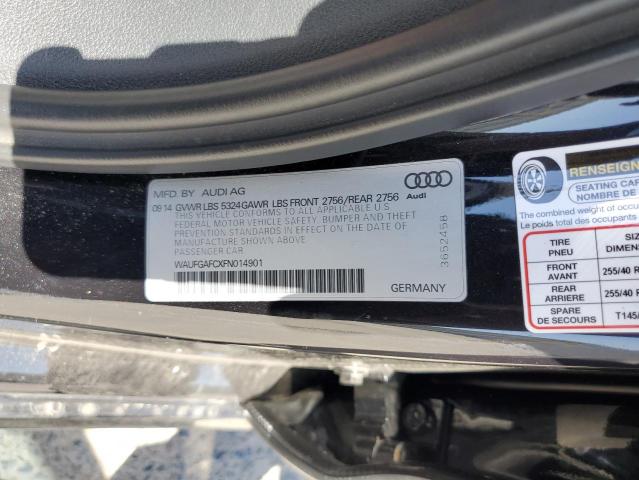 MFD. BY AUDI AG
Audi
09 14 GVWR LBS 5324GAWR LBS FRONT 2756/REAR 2756
THIS VEHICLE CONFORMS TO ALL APPLICABLE U.S.
FEDERAL MOTOR VEHICLE SAFETY BUMPER AND THEFT
PREVENTION STANDARDS IN EFFECT ON THE DATE OF
MANUFACTURE SHOWN ABOVE
PASSENGER CAR
WAUFGAFCXFN014901
GERMANY
3652458
RENSEIGN
SEATING CAP
NOMBRE
The combined weight of occup
Le poids total des occupants
TIRE
PNEU
SIZ
DIMENS
FRONT
AVANT
255/40 R
REAR
ARRIERE
255/40 R
SPARE
DE SECOURS
T145/